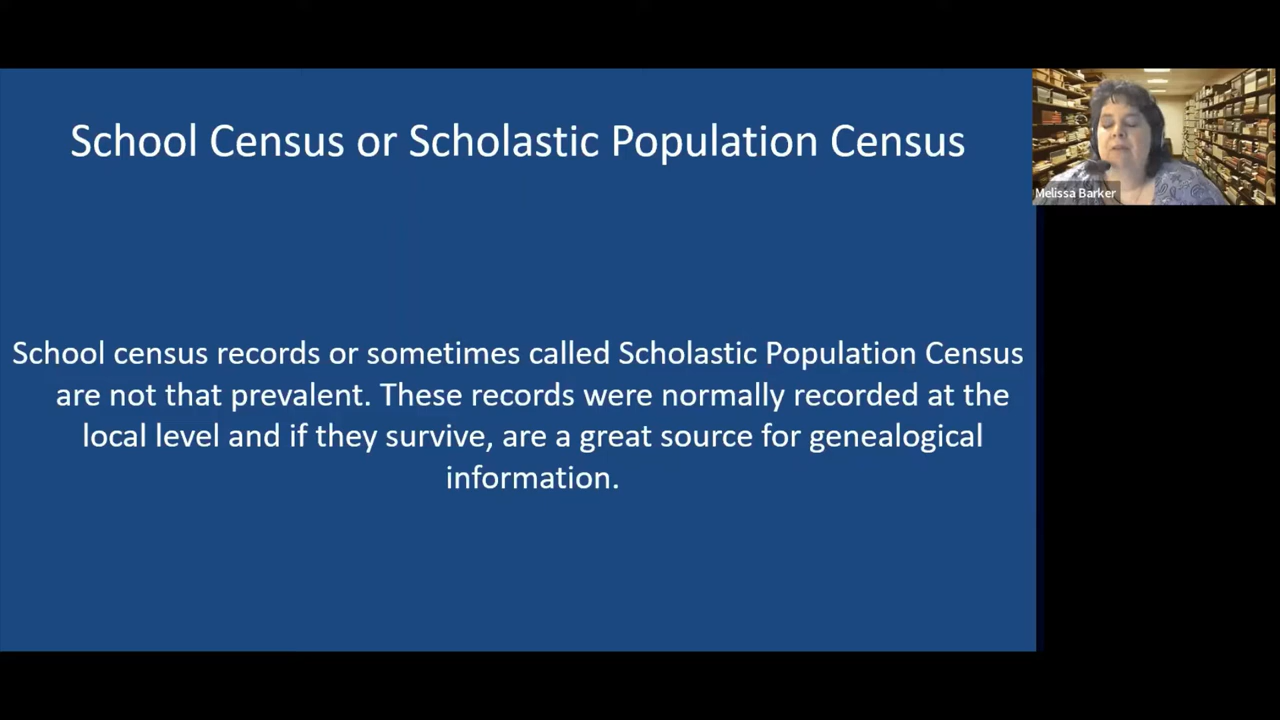 School Census or Scholastic Population Census
Melissa Barker
School census records or sometimes called Scholastic Population Census
are not that prevalent. These records were normally recorded at the
local level and if they survive, are a great source for genealogical
information.